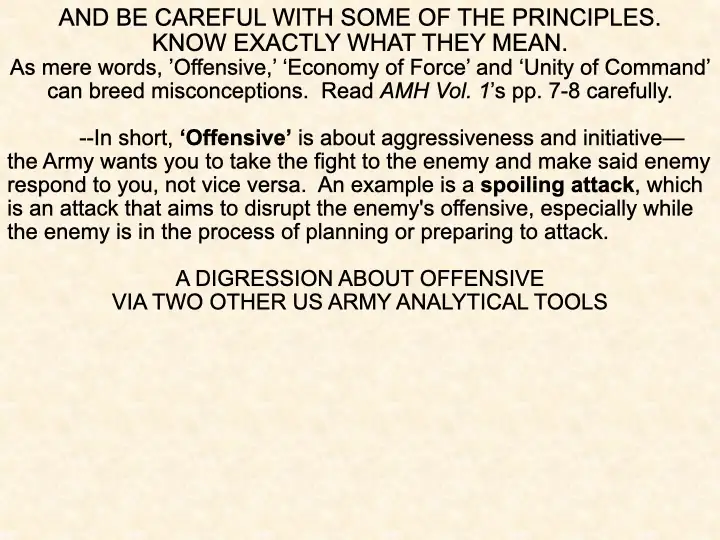 AND BE CAREFUL WITH SOME OF THE PRINCIPLES.
KNOW EXACTLY WHAT THEY MEAN.
As mere words, ’Offensive,’ ‘Economy of Force’ and ‘Unity of Command’
can breed misconceptions.  Read AMH Vol. 1’s pp. 7-8 carefully.
--In short, ‘Offensive’ is about aggressiveness and initiative—
the Army wants you to take the fight to the enemy and make said enemy
respond to you, not vice versa.  An example is a spoiling attack, which
is an attack that aims to disrupt the enemy's offensive, especially while
the enemy is in the process of planning or preparing to attack.
A DIGRESSION ABOUT OFFENSIVE
VIA TWO OTHER US ARMY ANALYTICAL TOOLS